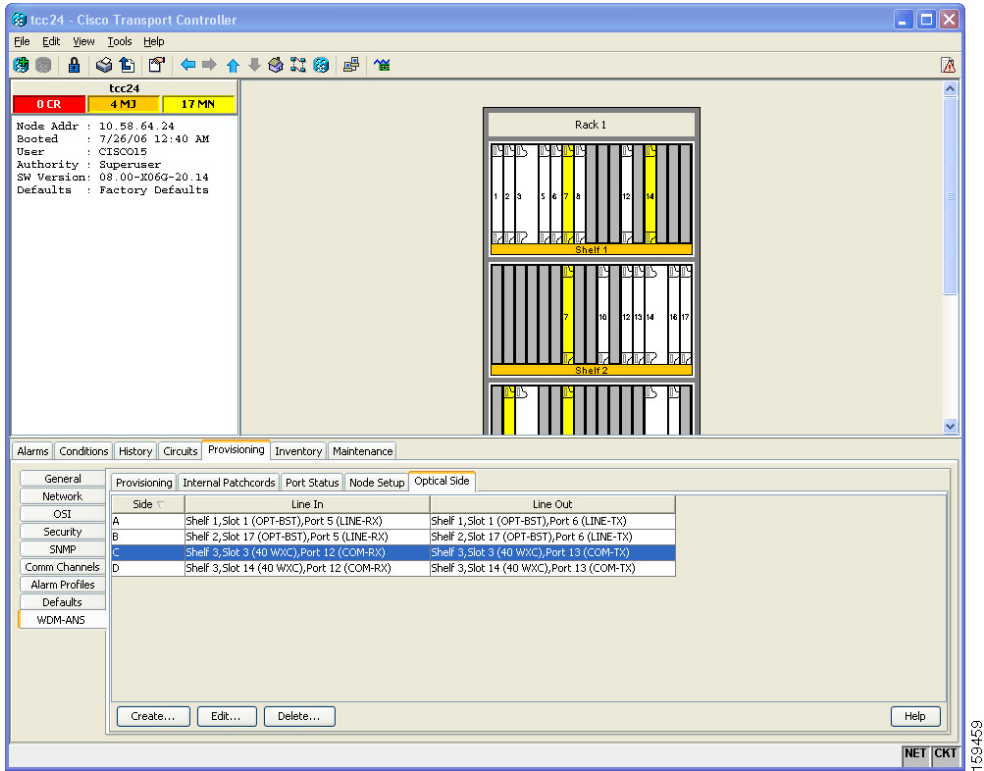 tcc24 - Cisco Transport Controller
File Edit View Tools Help
tcc24
0 CR 4 MJ 17 MN
Node Addr : 10.58.64.24
Booted : 7/26/06 12:40 AM
User : CISCO15
Authority : Superuser
SW Version: 08.00-X06G-20.14
Defaults : Factory Defaults
Rack 1
1 2 3 5 6 7 8 12 14
Shelf 1
7 10 12 13 14 16 17
Shelf 2
Alarms Conditions History Circuits Provisioning Inventory Maintenance
General
Network
OSI
Security
SNMP
Comm Channels
Alarm Profiles
Defaults
WDM-ANS
Provisioning Internal Patchcords Port Status Node Setup Optical Side
Side Line In Line Out
A Shelf 1,Slot 1 (OPT-BST),Port 5 (LINE-RX) Shelf 1,Slot 1 (OPT-BST),Port 6 (LINE-TX)
B Shelf 2,Slot 17 (OPT-BST),Port 5 (LINE-RX) Shelf 2,Slot 17 (OPT-BST),Port 6 (LINE-TX)
C Shelf 3,Slot 3 (40 WXC),Port 12 (COM-RX) Shelf 3,Slot 3 (40 WXC),Port 13 (COM-TX)
D Shelf 3,Slot 14 (40 WXC),Port 12 (COM-RX) Shelf 3,Slot 14 (40 WXC),Port 13 (COM-TX)
Create... Edit... Delete... Help
NET CKT
159459